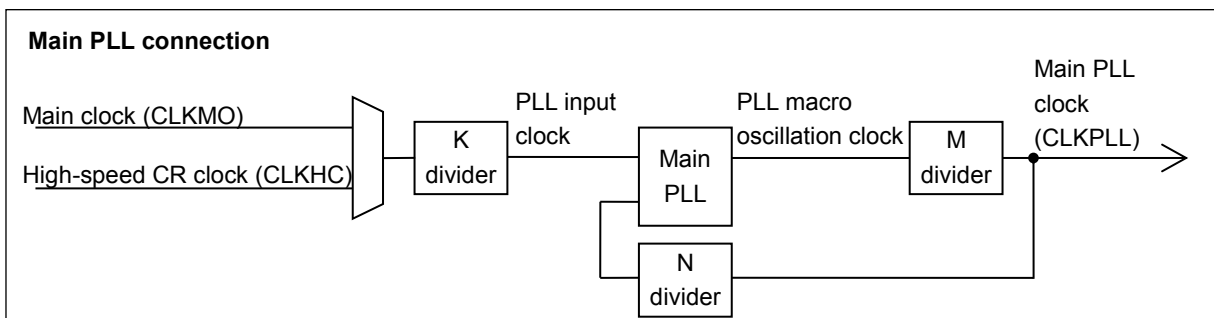 Main PLL connection
Main clock (CLKMO)
High-speed CR clock (CLKHC)
K
divider
PLL input
clock
Main
PLL
PLL macro
oscillation clock
M
divider
Main PLL
clock
(CLKPLL)
N
divider